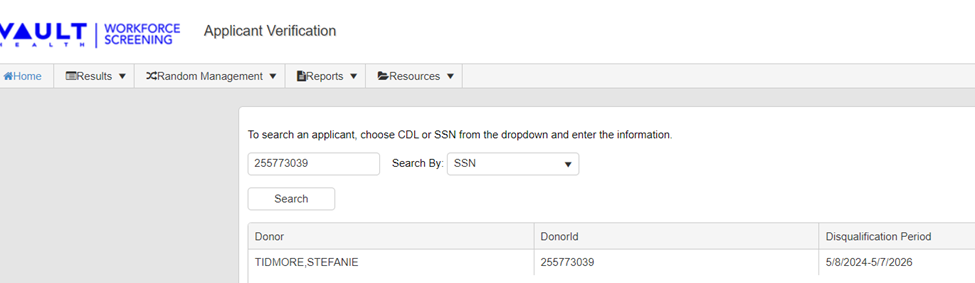 VAULT HEALTH | WORKFORCE SCREENING Applicant Verification
Home Results Random Management Reports Resources
To search an applicant, choose CDL or SSN from the dropdown and enter the information.
255773039 Search By: SSN
Search
Donor DonorId Disqualification Period
TIDMORE,STEFANIE 255773039 5/8/2024-5/7/2026